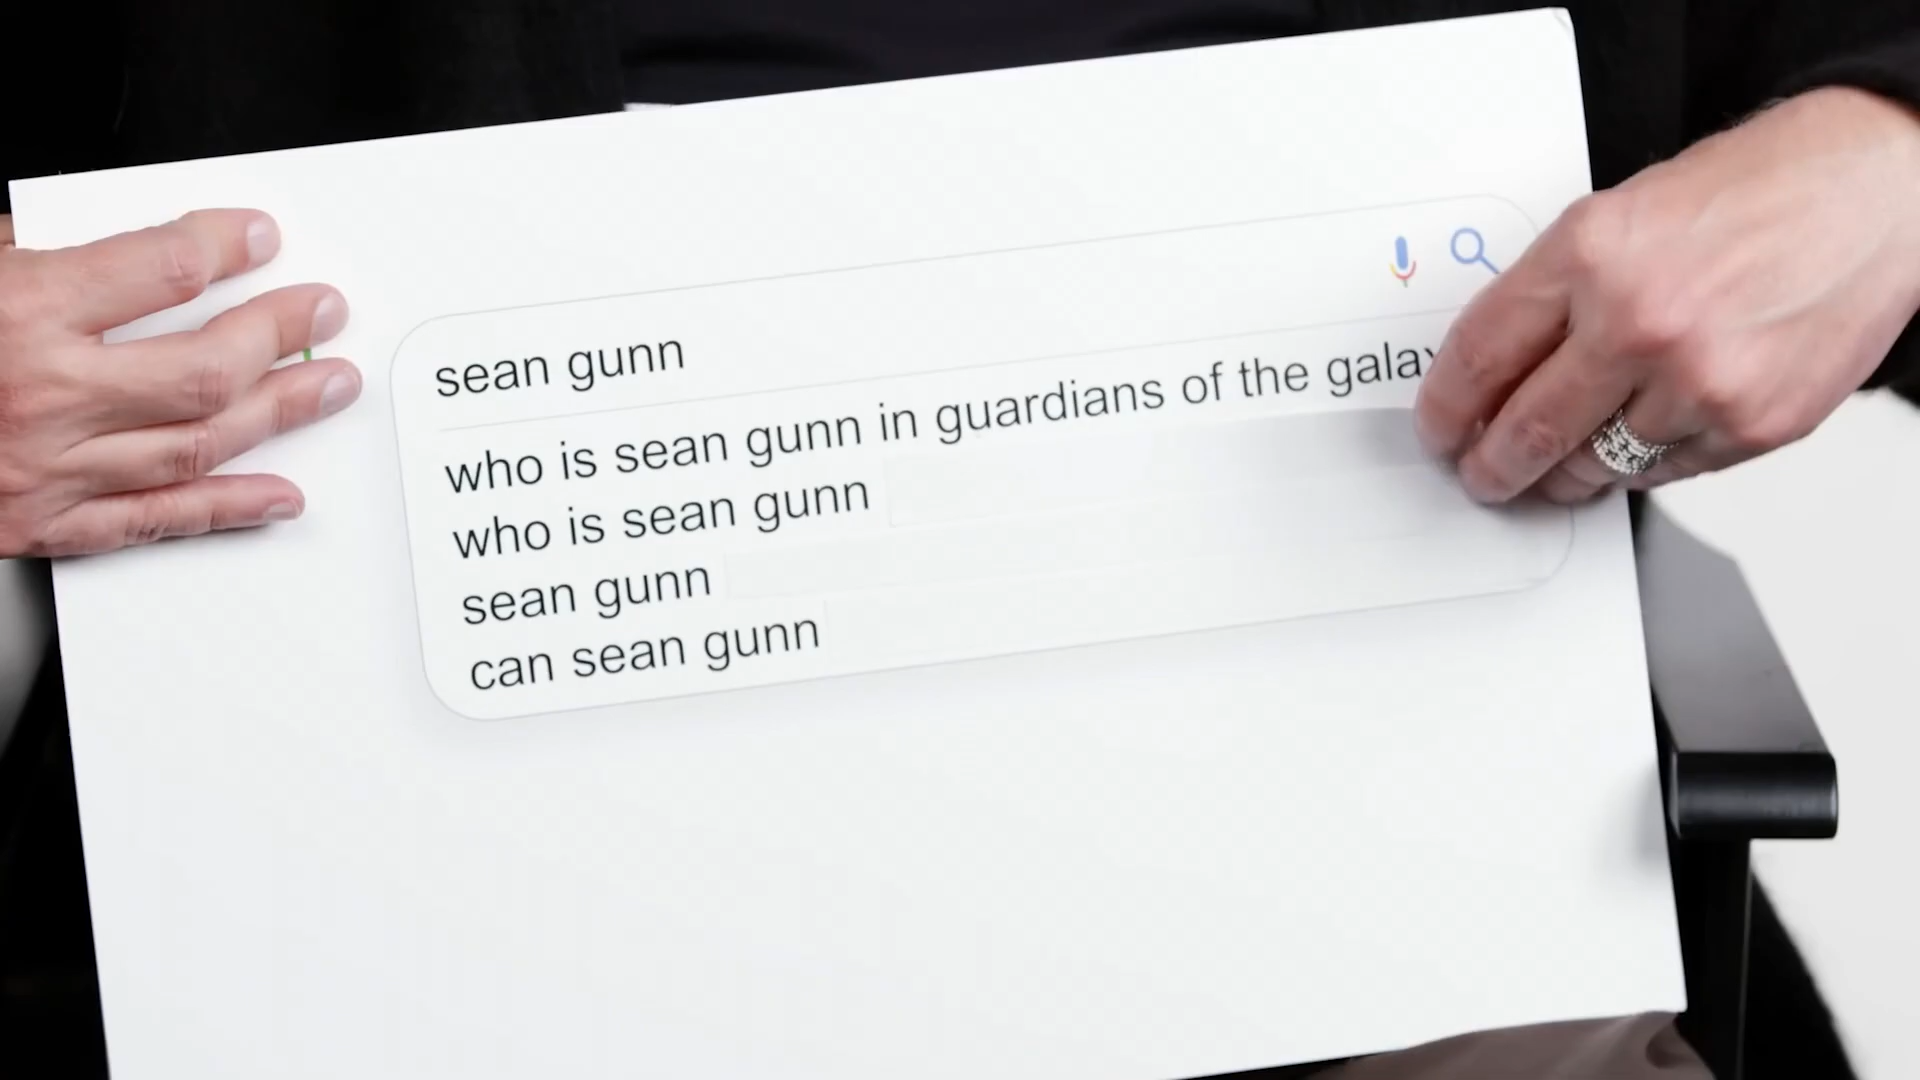 sean gunn
who is sean gunn in guardians of the
who is sean gunn
sean gunn
can sean gunn